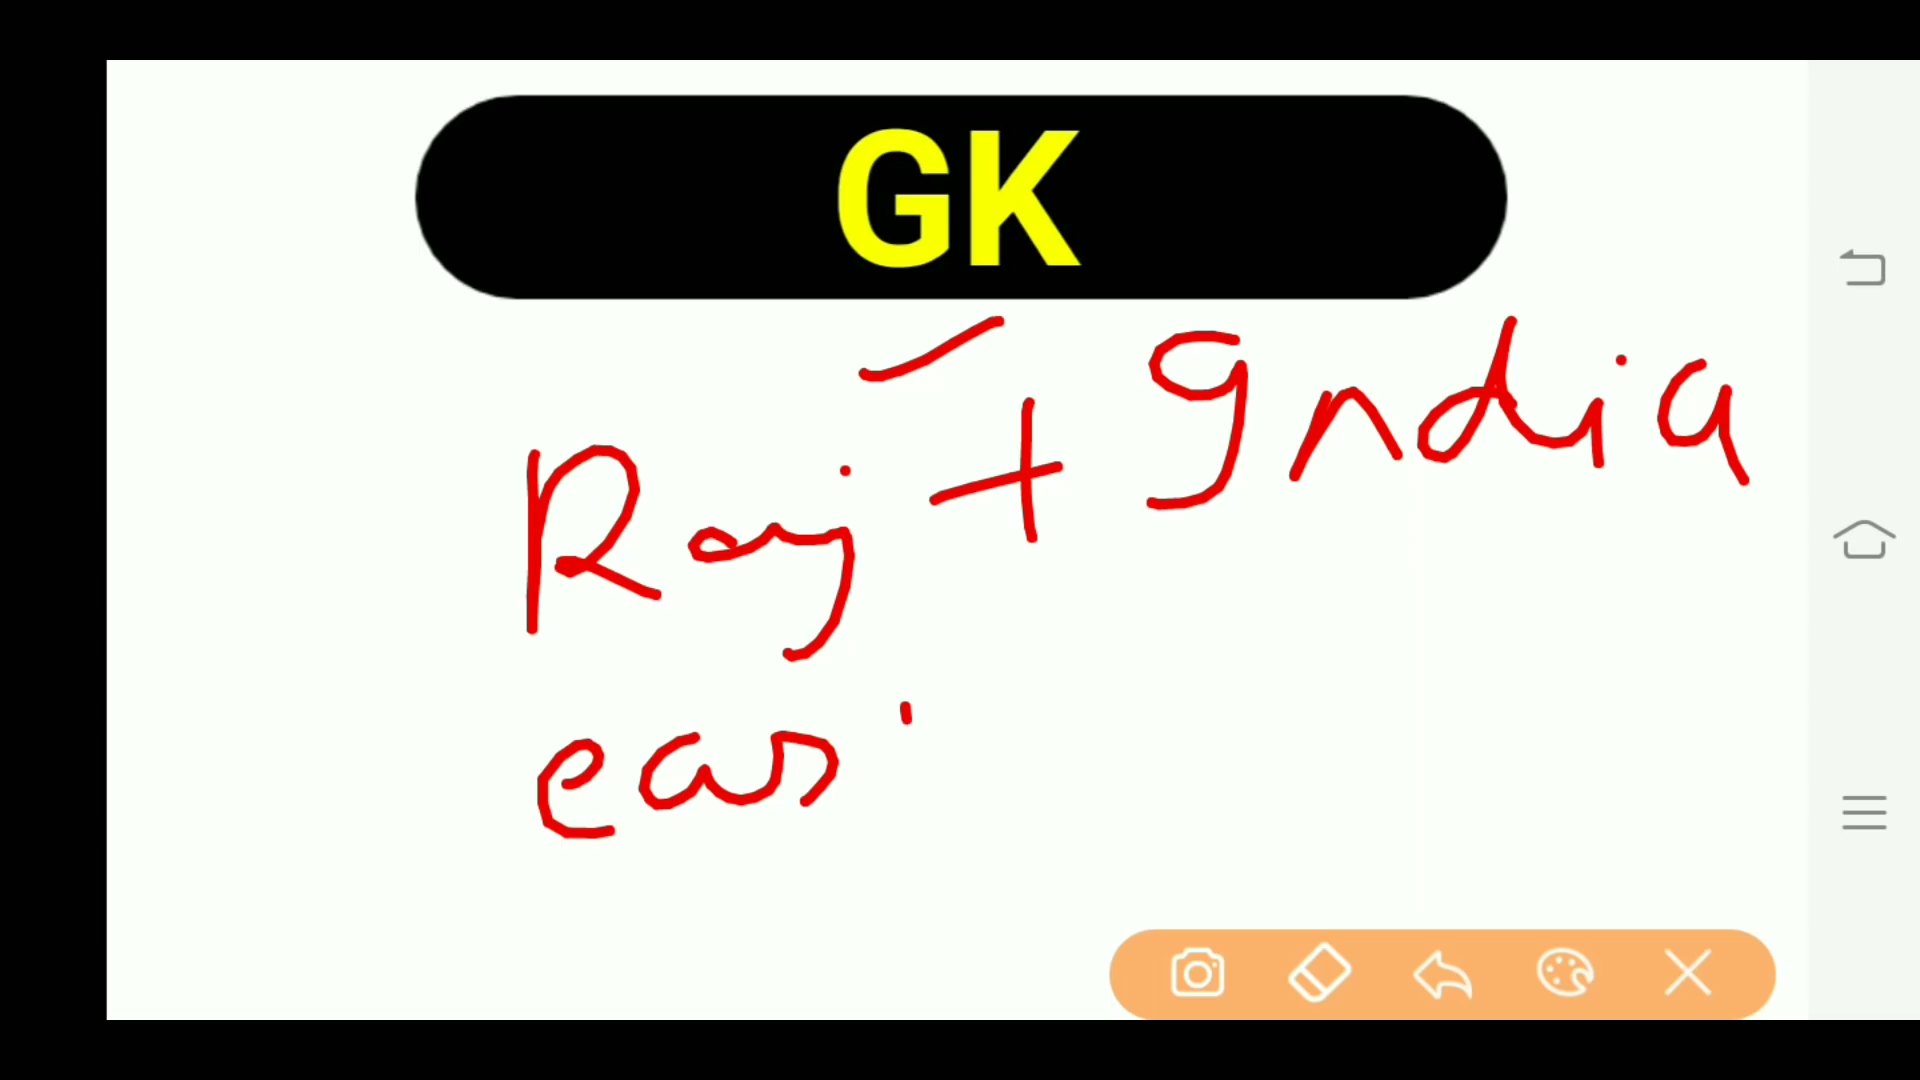 GK
Raj + India
eas